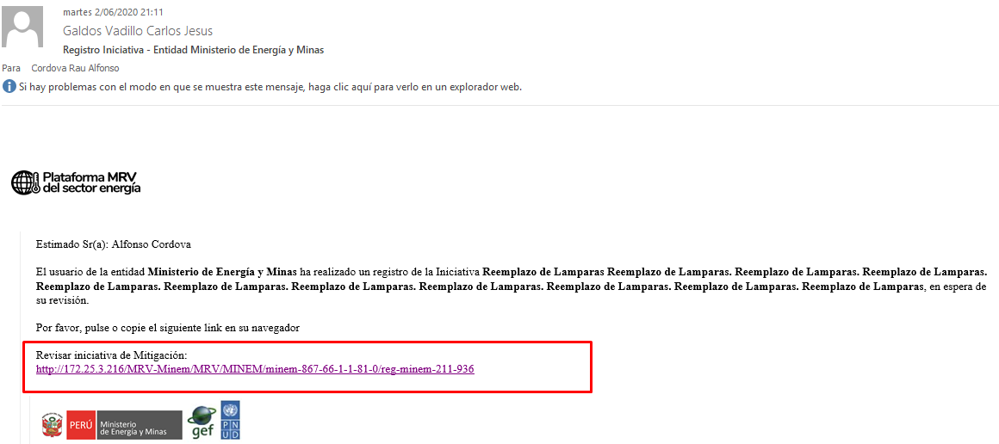 martes 2/06/2020 21:11
Galdos Vadillo Carlos Jesus
Registro Iniciativa - Entidad Ministerio de Energía y Minas
Para Cordova Rau Alfonso
Si hay problemas con el modo en que se muestra este mensaje, haga clic aquí para verlo en un explorador web.
Plataforma MRV
del sector energía
Estimado Sr(a): Alfonso Cordova
El usuario de la entidad Ministerio de Energía y Minas ha realizado un registro de la Iniciativa Reemplazo de Lamparas Reemplazo de Lamparas. Reemplazo de Lamparas. Reemplazo de Lamparas.
Reemplazo de Lamparas. Reemplazo de Lamparas. Reemplazo de Lamparas. Reemplazo de Lamparas. Reemplazo de Lamparas. Reemplazo de Lamparas. Reemplazo de Lamparas, en espera de
su revisión.
Por favor, pulse o copie el siguiente link en su navegador
Revisar iniciativa de Mitigación:
http://172.25.3.216/MRV-Minem/MRV/MINEM/minem-867-66-1-1-81-0/reg-minem-211-936
PERÚ
Ministerio
de Energía y Minas
gef
P N
U D